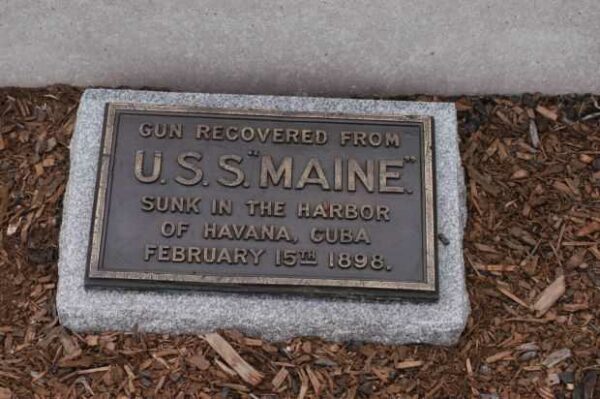 GUN RECOVERED FROM
U.S.S. "MAINE".
SUNK IN THE HARBOR
OF HAVANA, CUBA
FEBRUARY 15TH 1898.